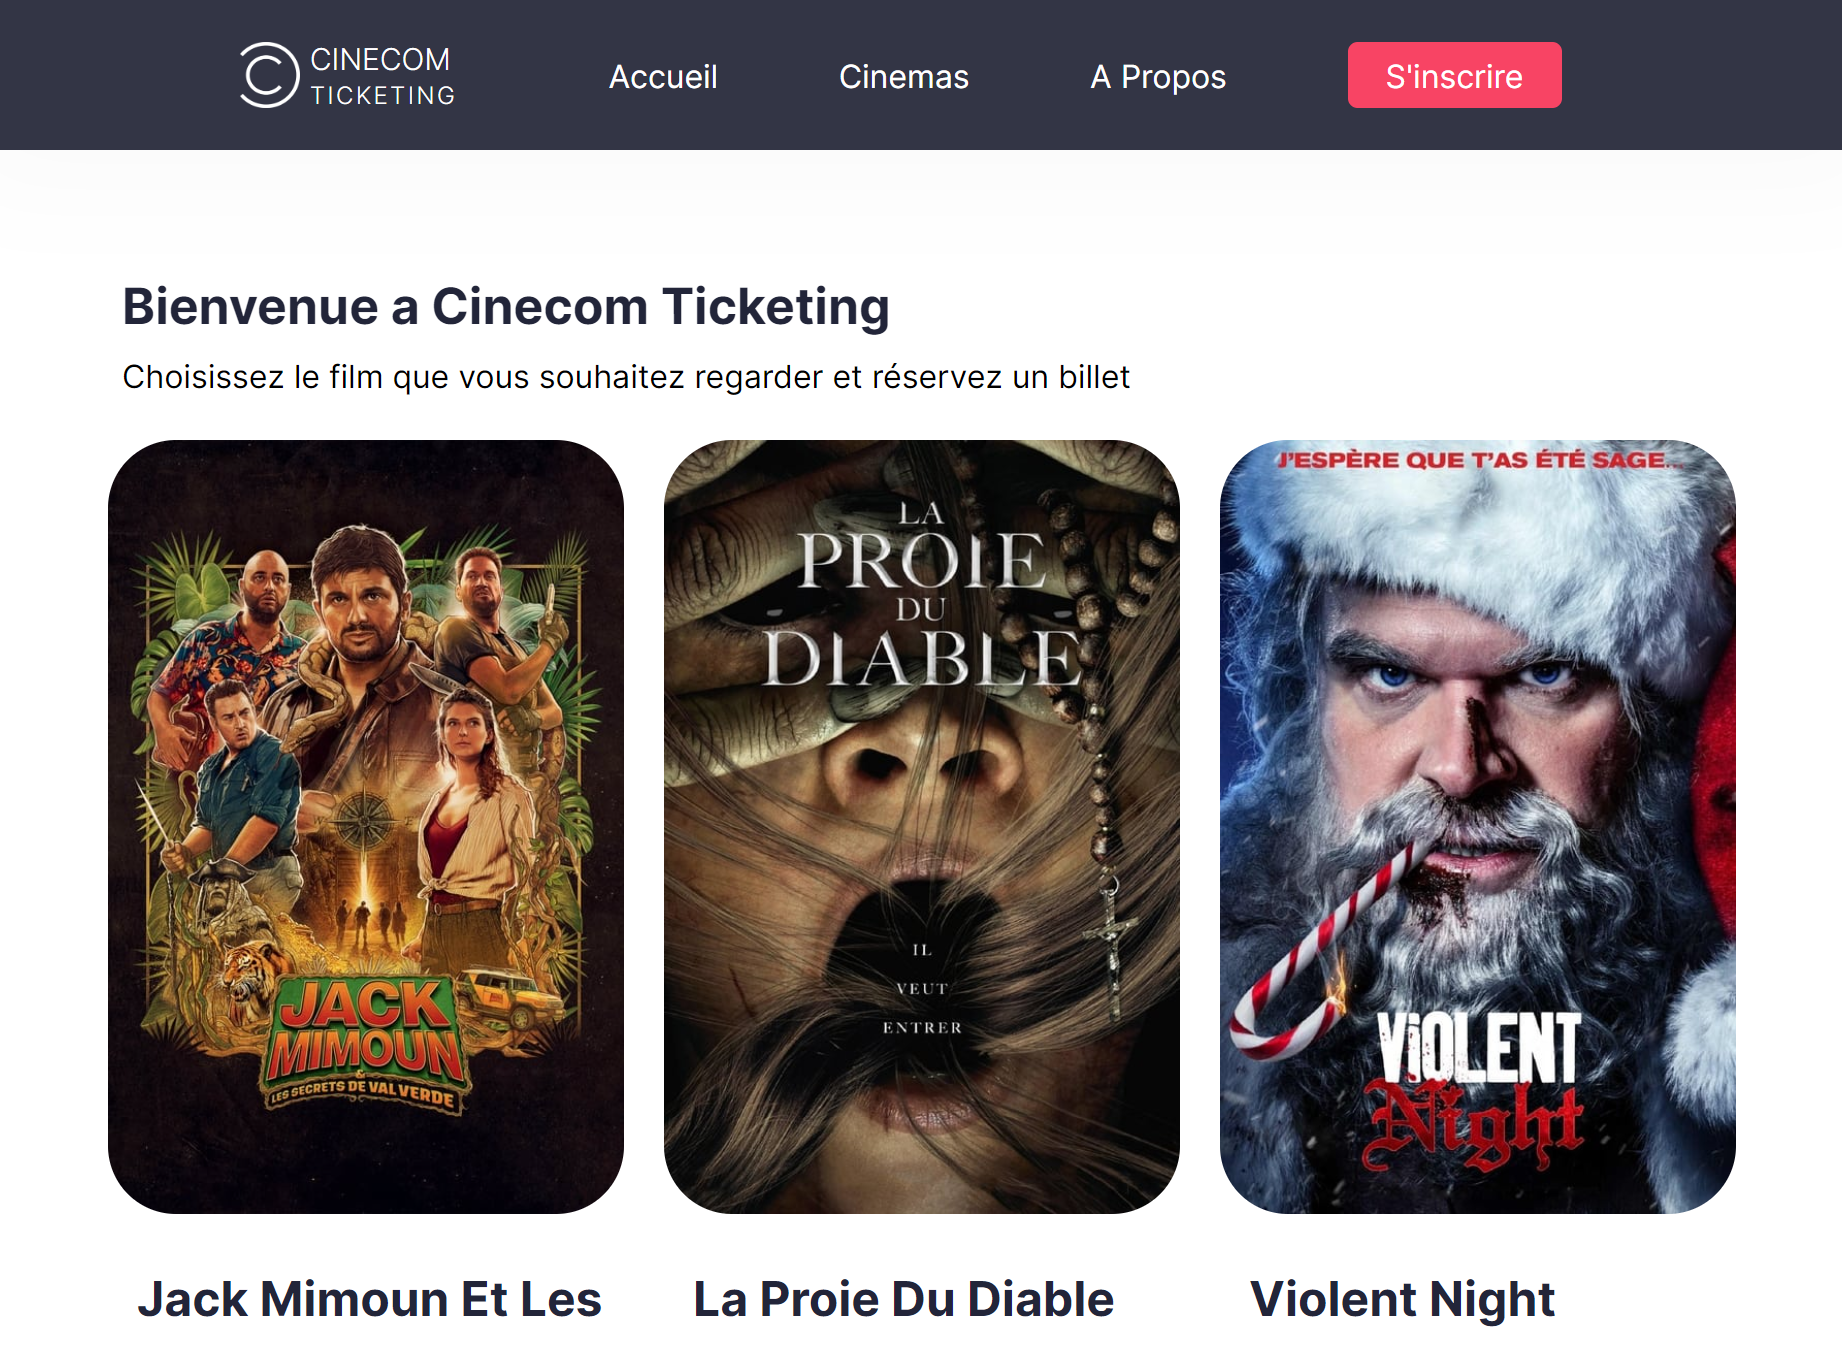 CINECOM
TICKETING
Accueil
Cinemas
A Propos
S'inscrire
Bienvenue a Cinecom Ticketing
Choisissez le film que vous souhaitez regarder et réservez un billet
JACK
MIMOUN
&
LES SECRETS DE VAL VERDE
LA
PROIE
DU
DIABLE
IL
VEUT
ENTRER
J'ESPÈRE QUE T'AS ÉTÉ SAGE...
VIOLENT
Night
Jack Mimoun Et Les
La Proie Du Diable
Violent Night